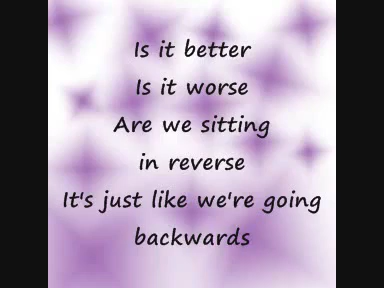 Is it better
Is it worse
Are we sitting
in reverse
It's just like we're going
backwards